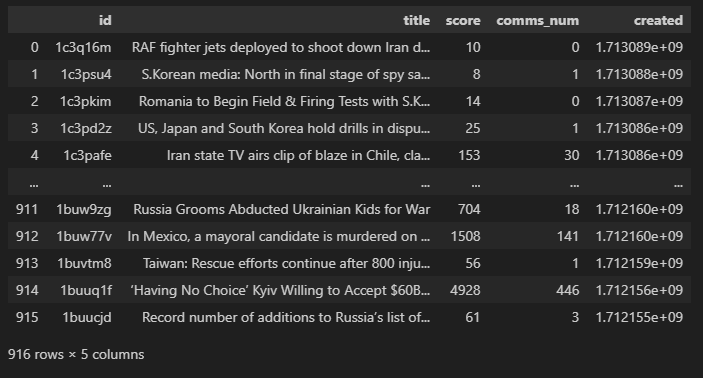 id title score comms_num created
0 1c3q16m RAF fighter jets deployed to shoot down Iran d... 10 0 1.713089e+09
1 1c3psu4 S.Korean media: North in final stage of spy sa... 8 1 1.713088e+09
2 1c3pkim Romania to Begin Field & Firing Tests with S.K... 14 0 1.713087e+09
3 1c3pd2z US, Japan and South Korea hold drills in dispu... 25 1 1.713086e+09
4 1c3pafe Iran state TV airs clip of blaze in Chile, cla... 153 30 1.713086e+09
... ... ... ... ... ...
911 1buw9zg Russia Grooms Abducted Ukrainian Kids for War 704 18 1.712160e+09
912 1buw77v In Mexico, a mayoral candidate is murdered on ... 1508 141 1.712160e+09
913 1buvtm8 Taiwan: Rescue efforts continue after 800 inju... 56 1 1.712159e+09
914 1buuq1f ‘Having No Choice’ Kyiv Willing to Accept $60B... 4928 446 1.712156e+09
915 1buucjd Record number of additions to Russia’s list of... 61 3 1.712155e+09
916 rows × 5 columns